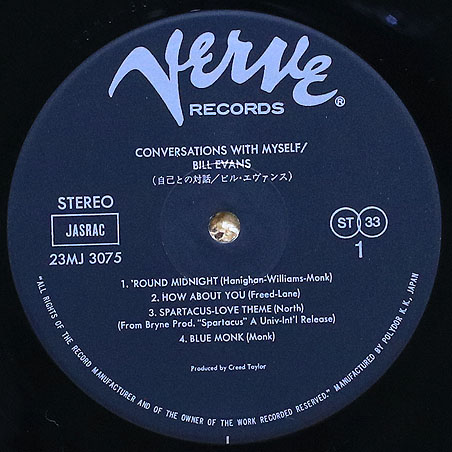 Verve
RECORDS ®
CONVERSATIONS WITH MYSELF/
BILL EVANS
(自己との対話/ビル・エヴァンス)
STEREO
JASRAC
23MJ 3075
ST 33
1
1. 'ROUND MIDNIGHT (Hanighan-Williams-Monk)
2. HOW ABOUT YOU (Freed-Lane)
3. SPARTACUS-LOVE THEME (North)
(From Bryne Prod. "Spartacus" A Univ-Int'l Release)
4. BLUE MONK (Monk)
Produced by Creed Taylor
"ALL RIGHTS OF THE RECORD MANUFACTURER AND OF THE OWNER OF THE WORK RECORDED RESERVED." MANUFACTURED BY POLYDOR K.K., JAPAN